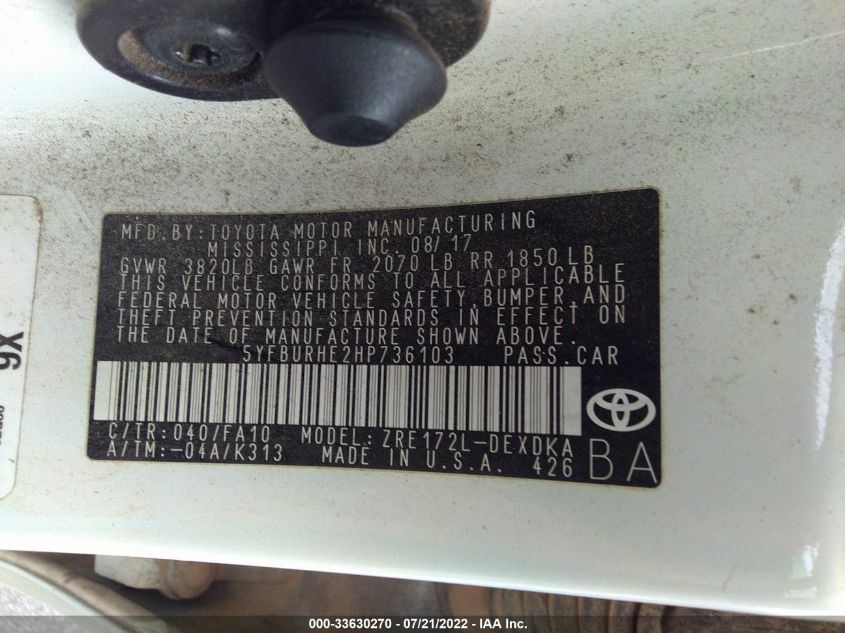 MFD. BY: TOYOTA MOTOR MANUFACTURING
MISSISSIPPI, INC. 08/17
GVWR 3820LB GAWR FR 2070 LB RR 1850 LB
THIS VEHICLE CONFORMS TO ALL APPLICABLE
FEDERAL MOTOR VEHICLE SAFETY, BUMPER, AND
THEFT PREVENTION STANDARDS IN EFFECT ON
THE DATE OF MANUFACTURE SHOWN ABOVE.
5YFBURHE2HP736103 PASS. CAR
C/TR: 040/FA10 MODEL: ZRE172L-DEXDKA
A/TM:-04A/K313 MADE IN U.S.A. 426 BA
000-33630270 - 07/21/2022 - IAA Inc.